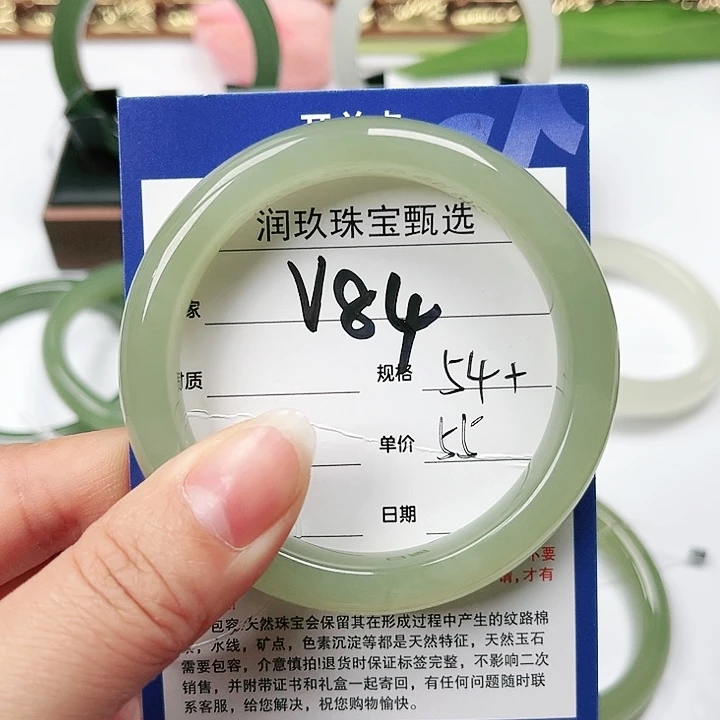 润玖珠宝甄选
家 V84
材质
规格 54+
单价 55
日期
不要
包容:天然珠宝会保留其在形成过程中产生的纹路棉
,水线,矿点,色素沉淀等都是天然特征,天然玉石
需要包容,介意慎拍!退货时保证标签完整,不影响二次
销售,并附带证书和礼盒一起寄回,有任何问题随时联
系客服,给您解决,祝您购物愉快。